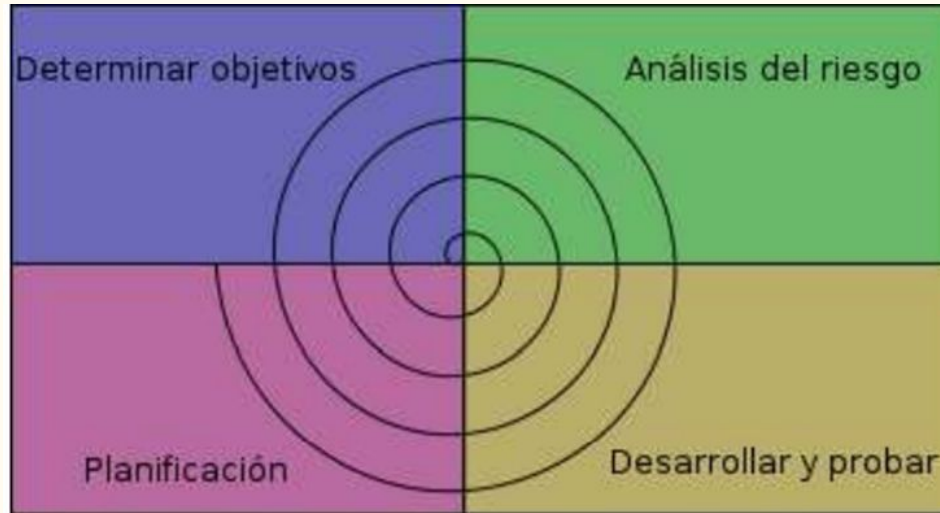 Determinar objetivos
Análisis del riesgo
Planificación
Desarrollar y probar